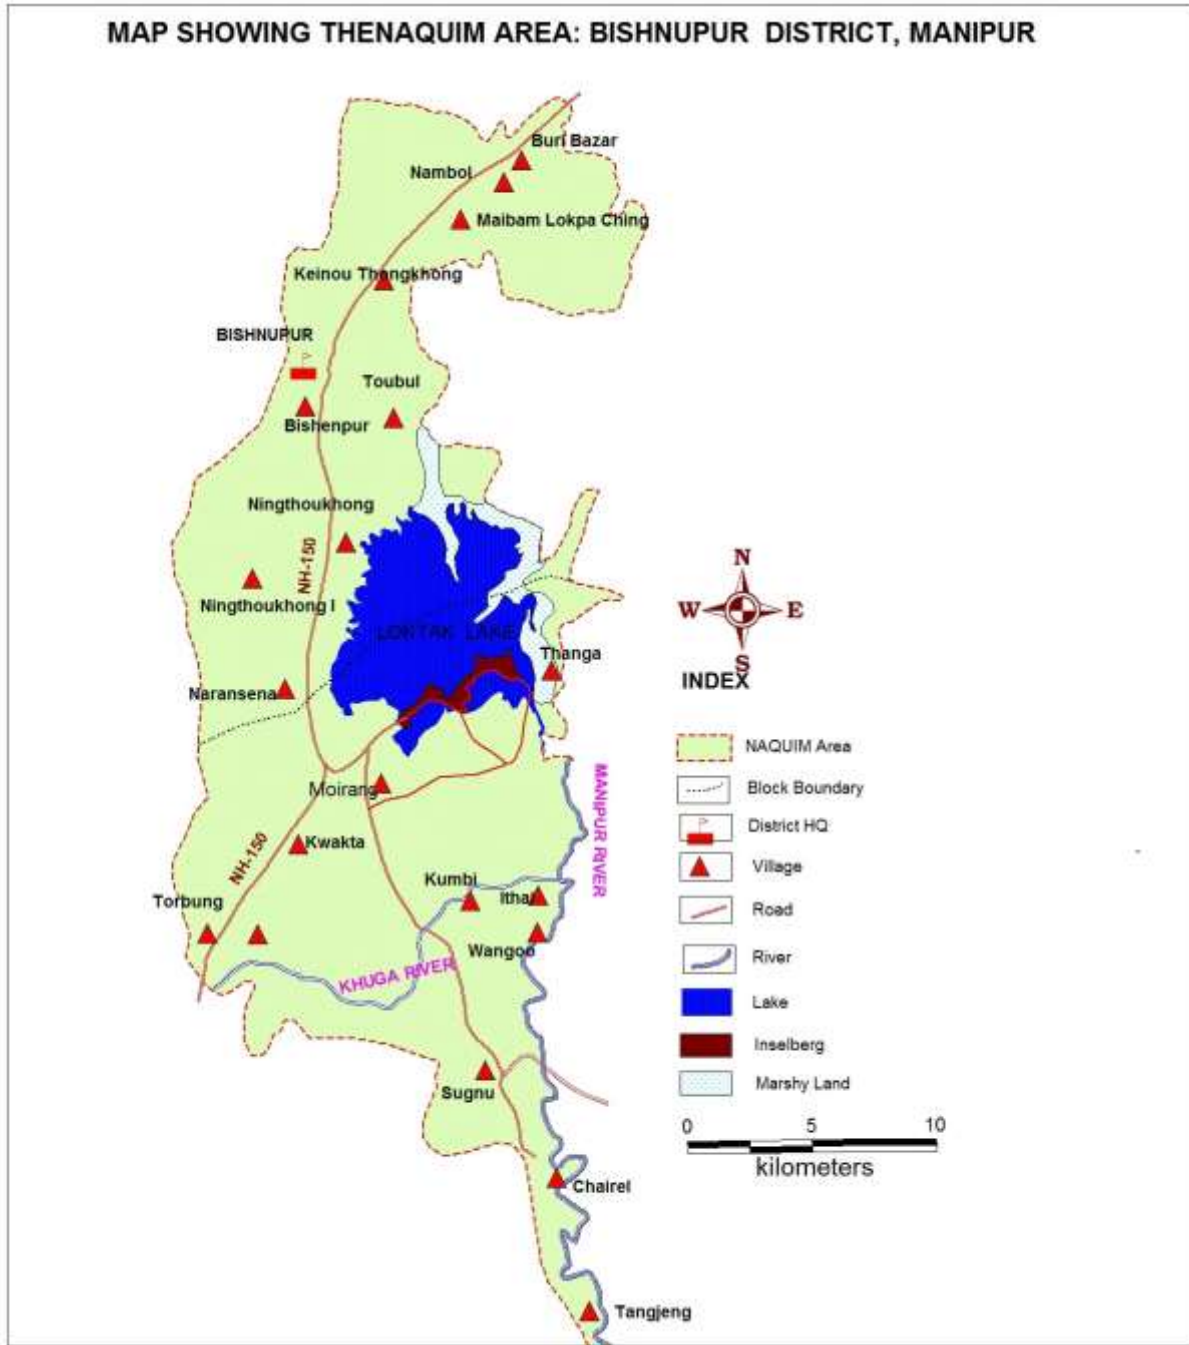 MAP SHOWING THENAQUIM AREA: BISHNUPUR DISTRICT, MANIPUR
Buri Bazar
Nambol
Maibam Lokpa Ching
Keinou Thongkhong
BISHNUPUR
Toubul
Bishenpur
Ningthoukhong
NH-150
Ningthoukhong I
LOKTAK LAKE
Thanga
Naransena
Moirang
MANIPUR RIVER
NH-150
Kwakta
Kumbi
Ithai
Torbung
Wangoo
KHUGA RIVER
Sugnu
Chairel
Tangjeng
N
W
E
S
INDEX
NAQUIM Area
Block Boundary
District HQ
Village
Road
River
Lake
Inselberg
Marshy Land
0 5 10
kilometers